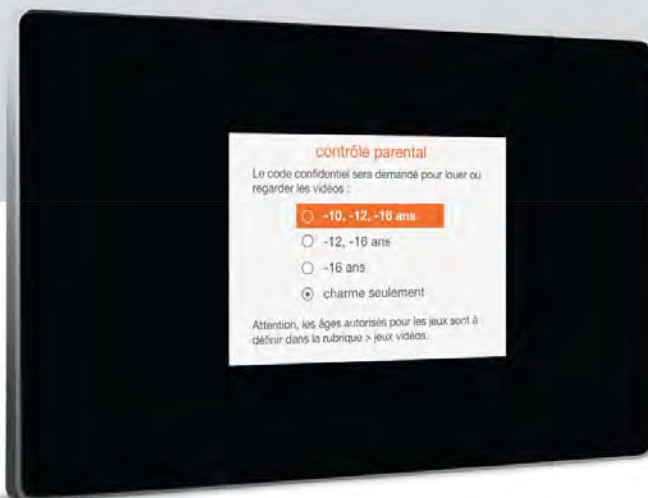 contrôle parental
Le code confidentiel sera demandé pour louer ou
regarder les vidéos :
-10, -12, -16 ans
-12, -16 ans
-16 ans
charme seulement
Attention, les âges autorisés pour les jeux sont à
définir dans la rubrique > jeux vidéos.